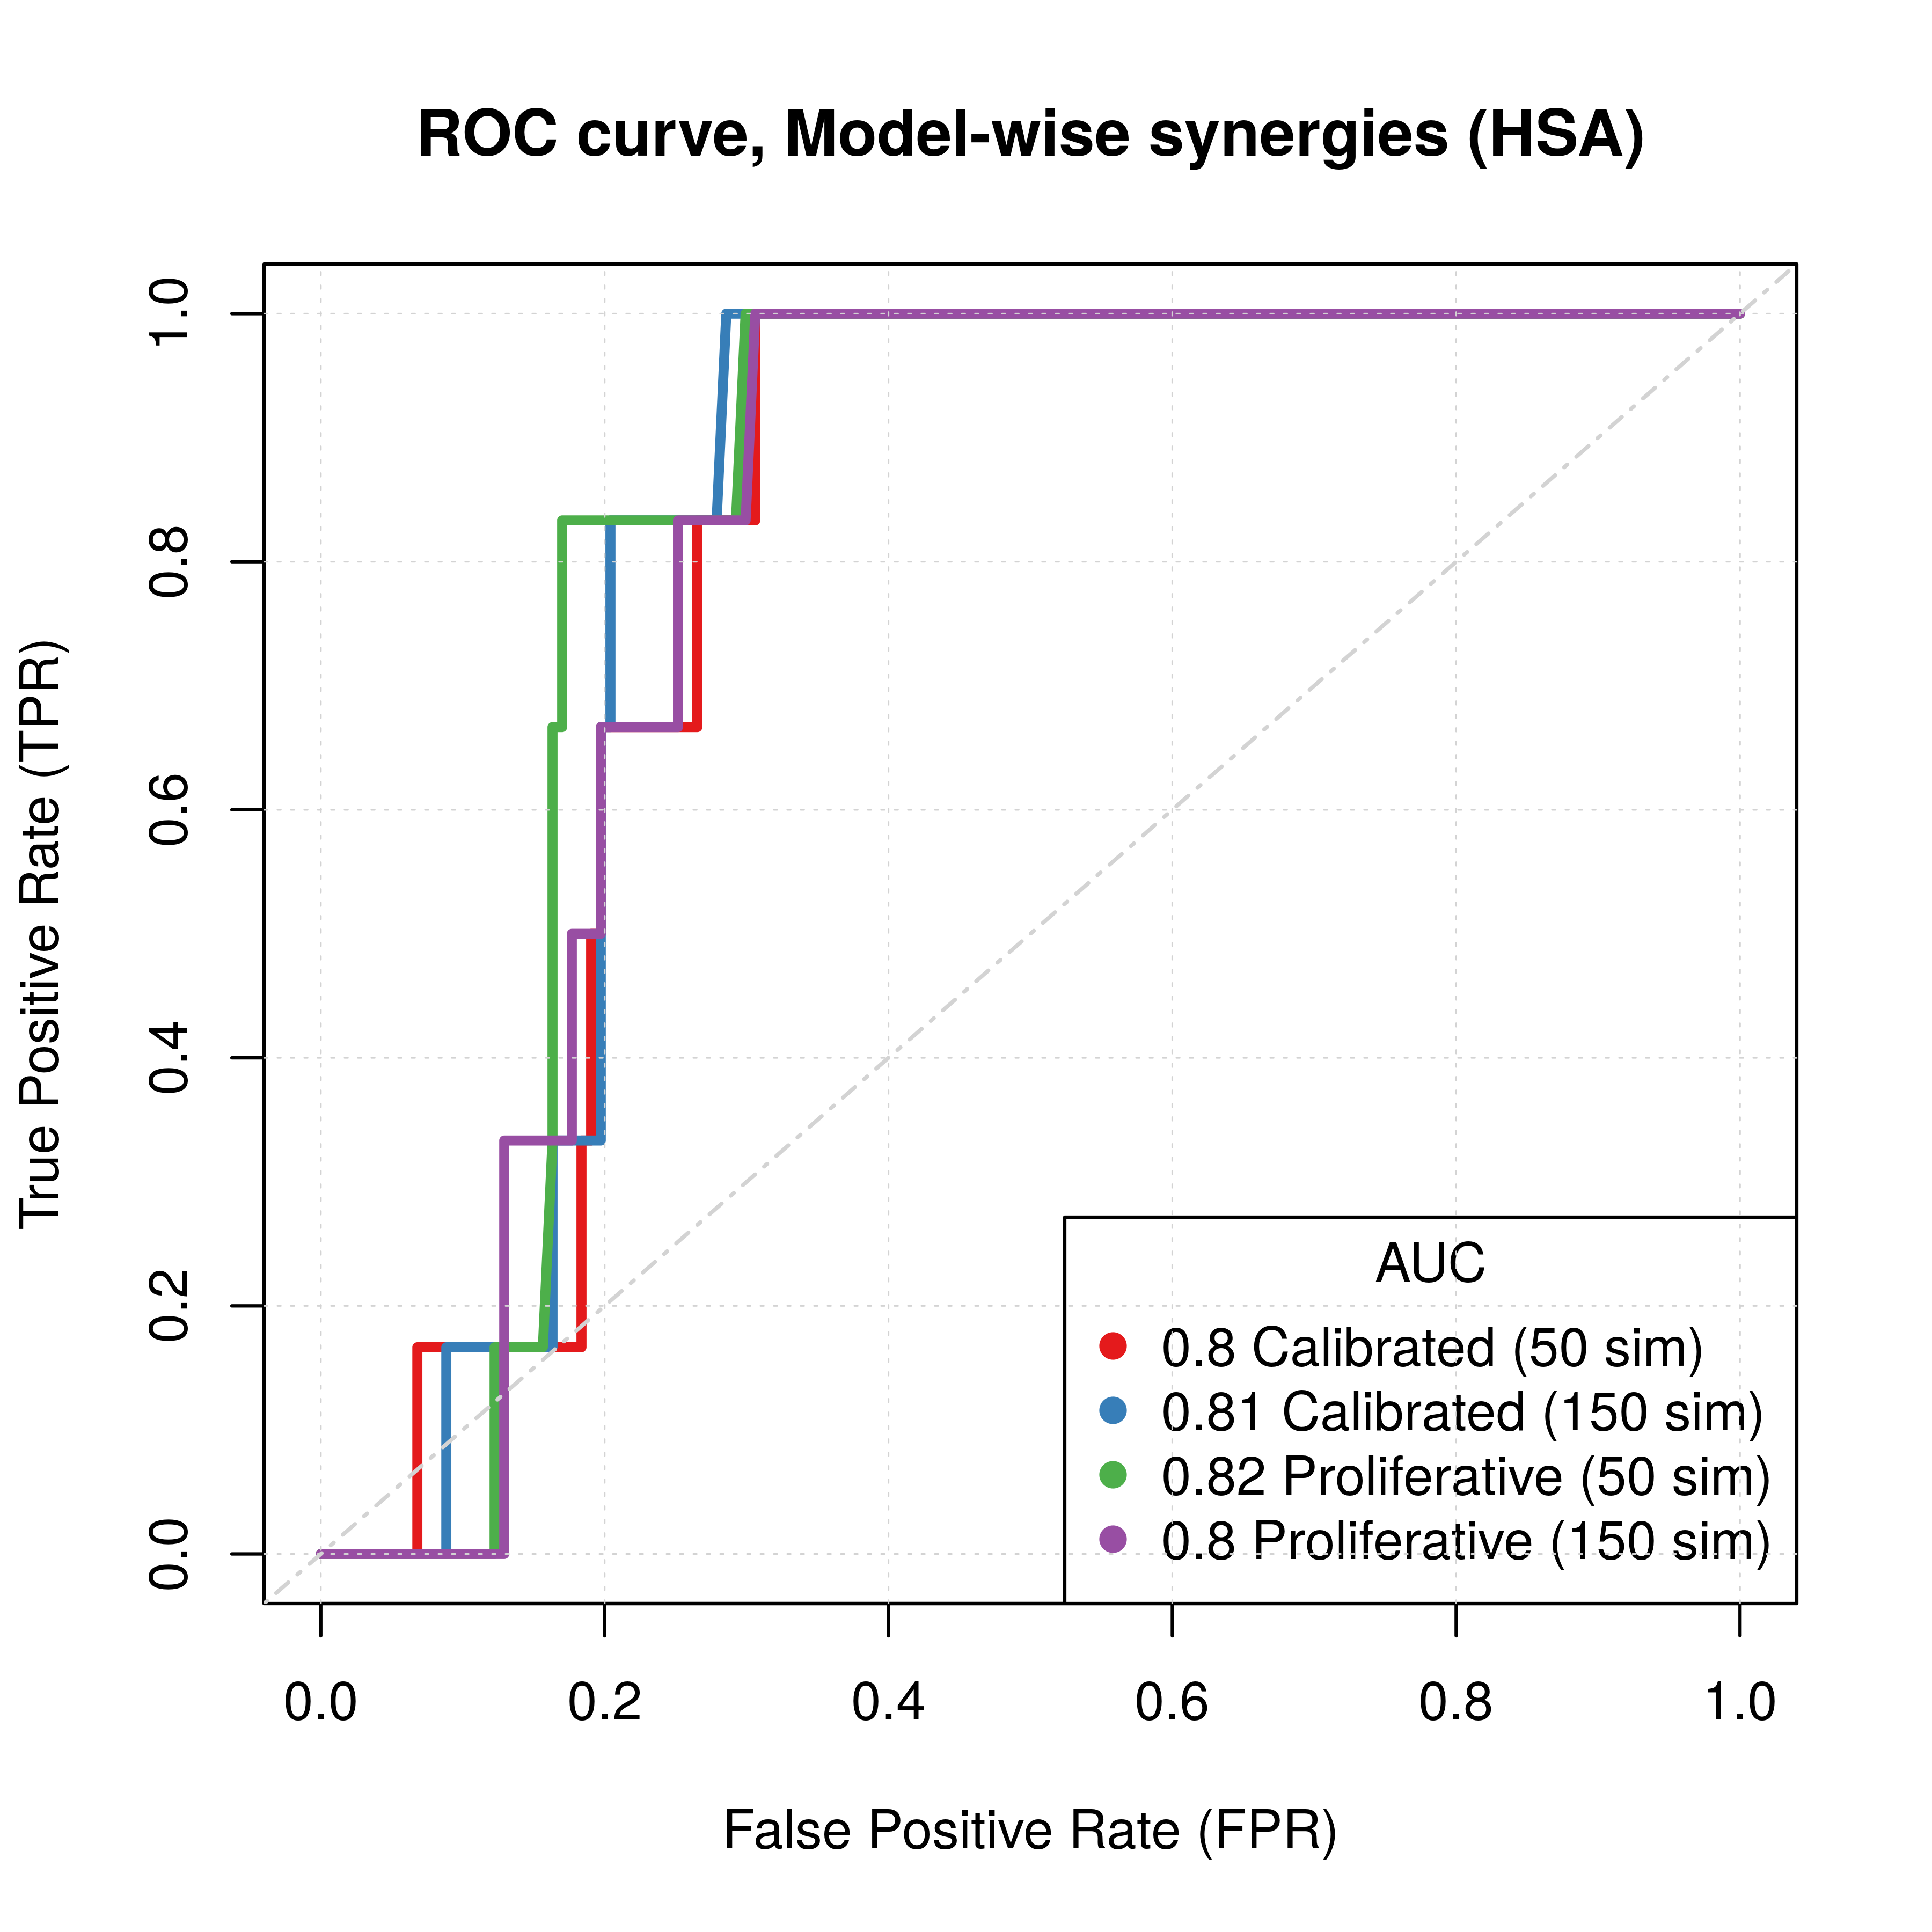 ROC curve, Model-wise synergies (HSA)
True Positive Rate (TPR)
1.0
0.8
0.6
0.4
0.2
0.0
AUC
0.8 Calibrated (50 sim)
0.81 Calibrated (150 sim)
0.82 Proliferative (50 sim)
0.8 Proliferative (150 sim)
0.0 0.2 0.4 0.6 0.8 1.0
False Positive Rate (FPR)